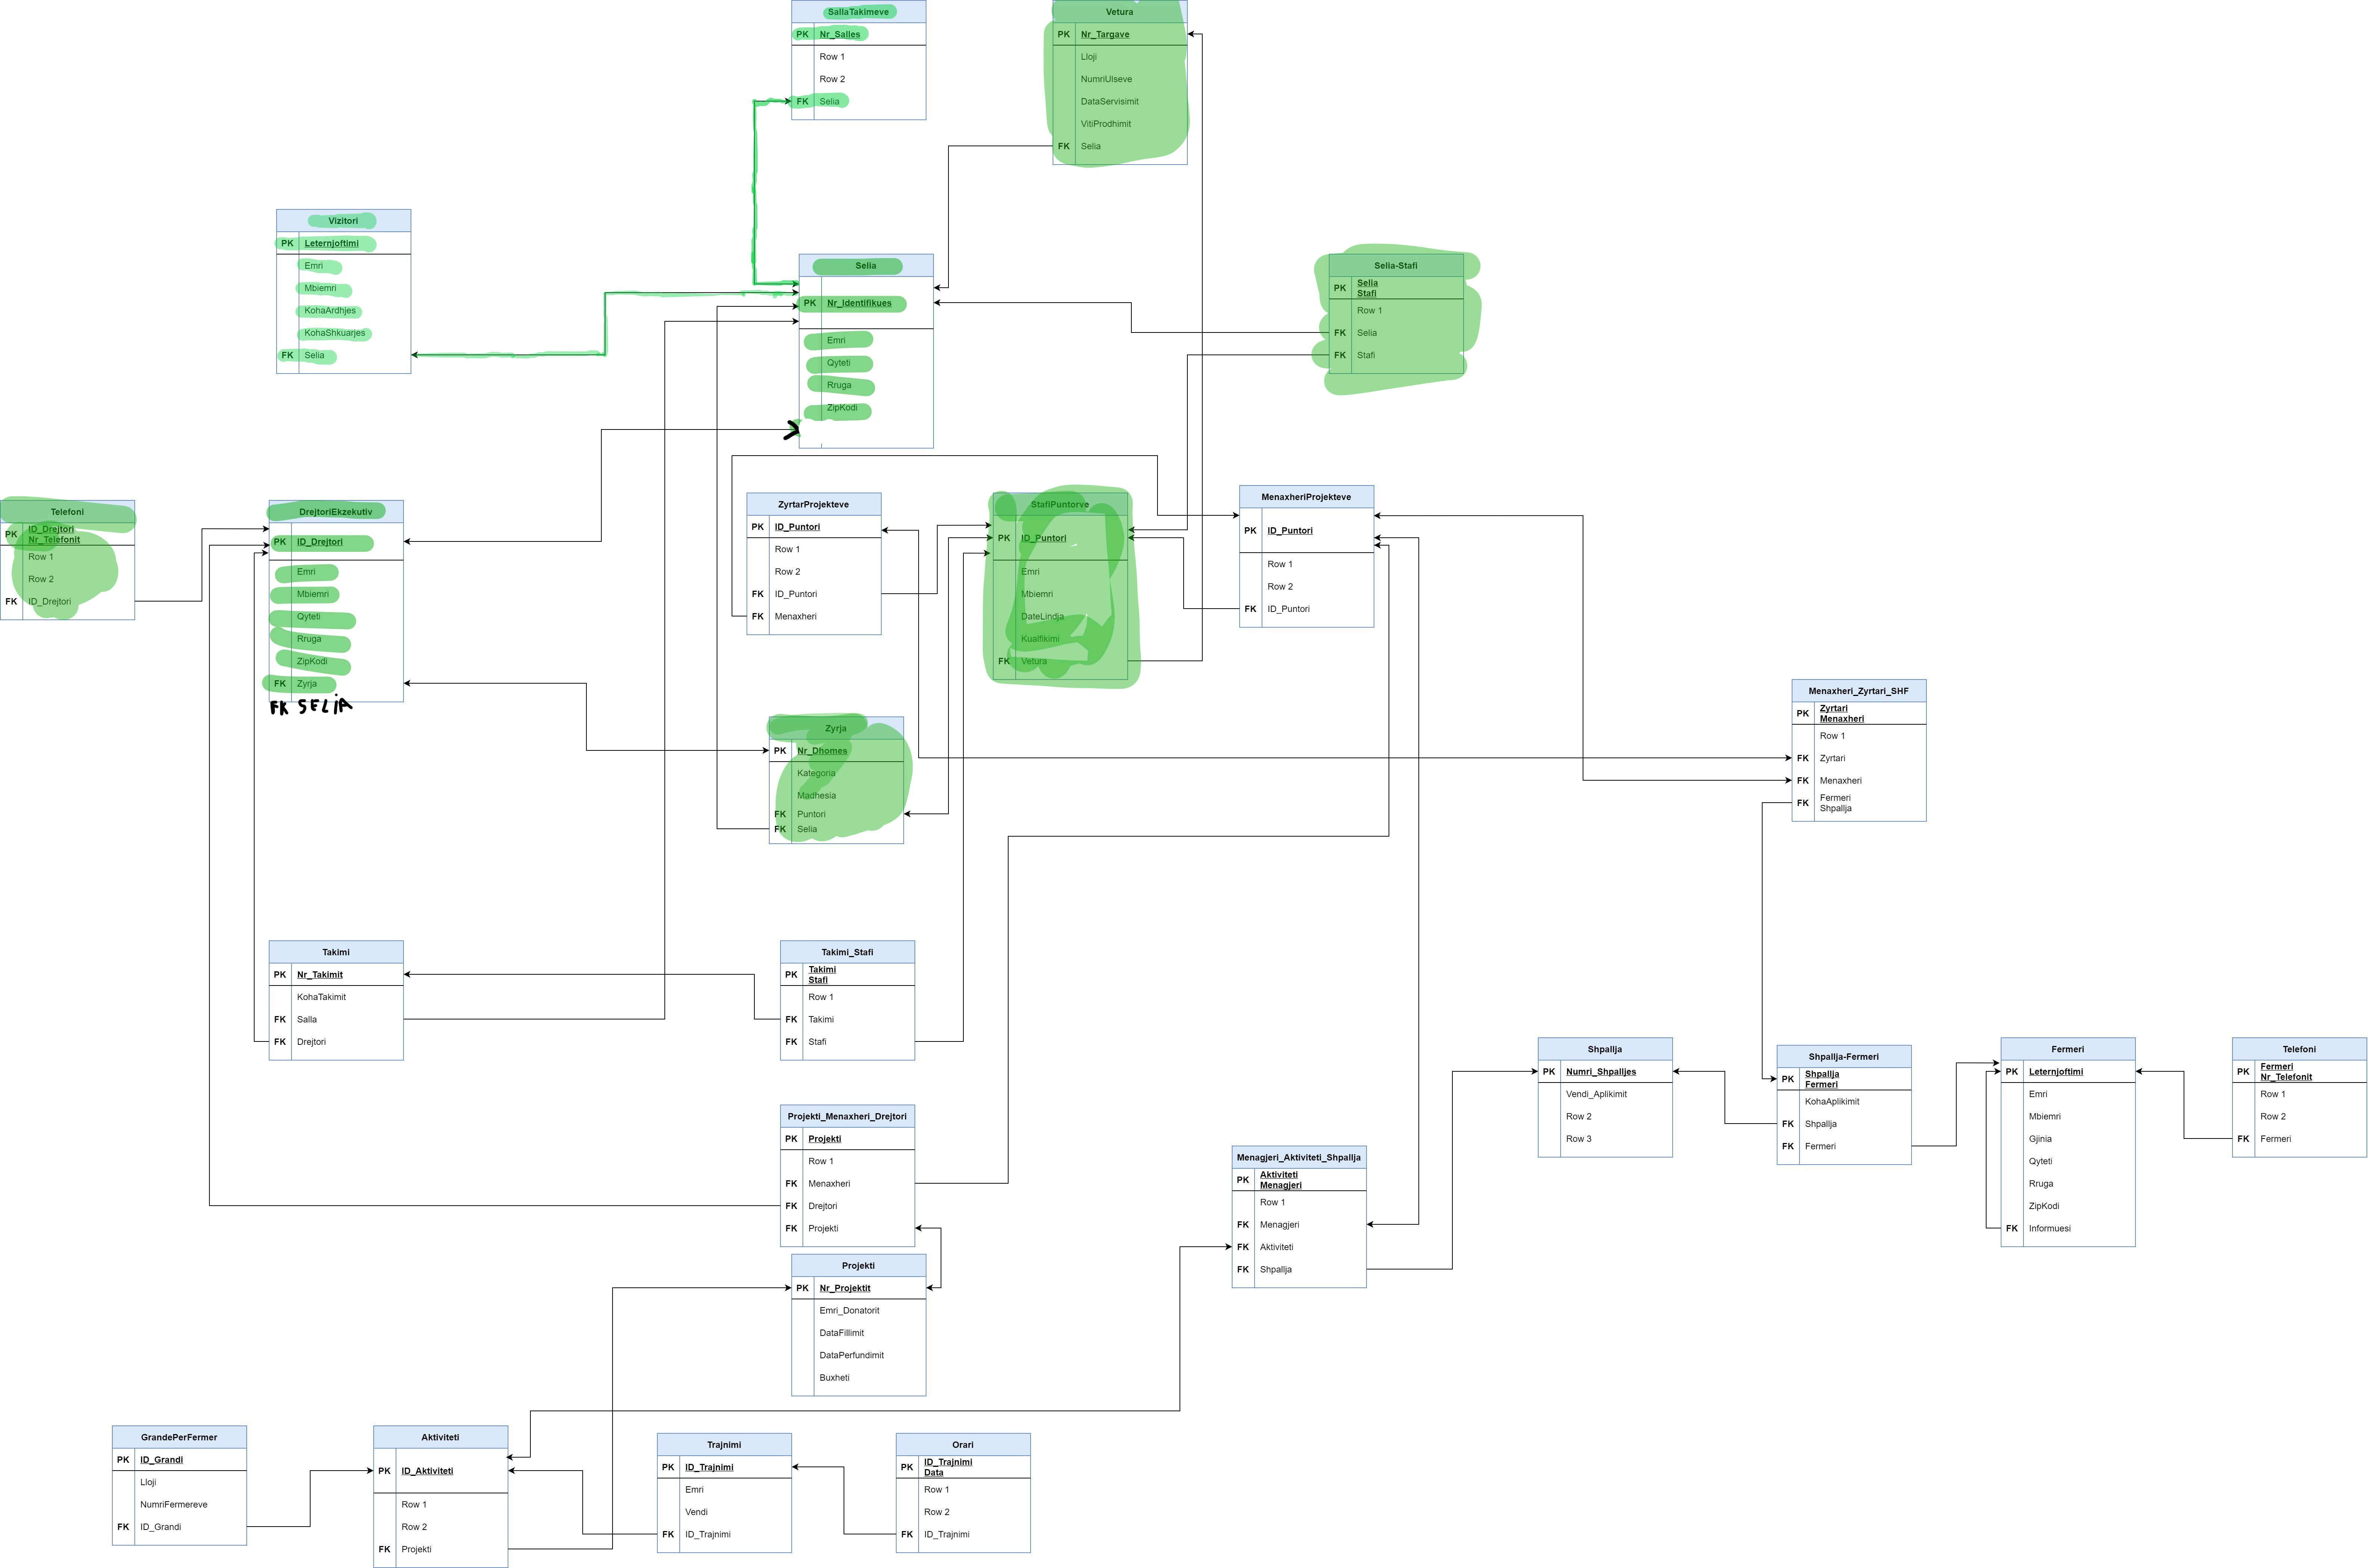 SallaTakimeve
PK Nr_Salles
Row 1
Row 2
FK Selia
Vetura
PK Nr_Targave
Lloji
NumriUlseve
DataServisimit
VitiProdhimit
FK Selia
Vizitori
PK Leternjoftimi
Emri
Mbiemri
KohaArdhjes
KohaShkuarjes
FK Selia
Selia
PK Nr_Identifikues
Emri
Qyteti
Rruga
ZipKodi
Selia-Stafi
PK Selia
Stafi
Row 1
FK Selia
FK Stafi
Telefoni
PK ID_Drejtori
Nr_Telefonit
Row 1
Row 2
FK ID_Drejtori
DrejtoriEkzekutiv
PK ID_Drejtori
Emri
Mbiemri
Qyteti
Rruga
ZipKodi
FK Zyrja
FK SELIA
ZyrtarProjekteve
PK ID_Puntori
Row 1
Row 2
FK ID_Puntori
FK Menaxheri
StafiPuntorve
PK ID_Puntori
Emri
Mbiemri
DateLindja
Kualfikimi
FK Vetura
MenaxheriProjekteve
PK ID_Puntori
Row 1
Row 2
FK ID_Puntori
Menaxheri_Zyrtari_SHF
PK Zyrtari
Menaxheri
Row 1
FK Zyrtari
FK Menaxheri
FK Fermeri
Shpallja
Zyrja
PK Nr_Dhomes
Kategoria
Madhesia
FK Puntori
FK Selia
Takimi
PK Nr_Takimit
KohaTakimit
FK Salla
FK Drejtori
Takimi_Stafi
PK Takimi
Stafi
Row 1
FK Takimi
FK Stafi
Shpallja
PK Numri_Shpalljes
Vendi_Aplikimit
Row 2
Row 3
Shpallja-Fermeri
PK Shpallja
Fermeri
KohaAplikimit
FK Shpallja
FK Fermeri
Fermeri
PK Leternjoftimi
Emri
Mbiemri
Gjinia
Qyteti
Rruga
ZipKodi
FK Informuesi
Telefoni
PK Fermeri
Nr_Telefonit
Row 1
Row 2
FK Fermeri
Projekti_Menaxheri_Drejtori
PK Projekti
Row 1
FK Menaxheri
FK Drejtori
FK Projekti
Menagjeri_Aktiviteti_Shpallja
PK Aktiviteti
Menagjeri
Row 1
FK Menagjeri
FK Aktiviteti
FK Shpallja
Projekti
PK Nr_Projektit
Emri_Donatorit
DataFillimit
DataPerfundimit
Buxheti
GrandePerFermer
PK ID_Grandi
Lloji
NumriFermereve
FK ID_Grandi
Aktiviteti
PK ID_Aktiviteti
Row 1
Row 2
FK Projekti
Trajnimi
PK ID_Trajnimi
Emri
Vendi
FK ID_Trajnimi
Orari
PK ID_Trajnimi
Data
Row 1
Row 2
FK ID_Trajnimi